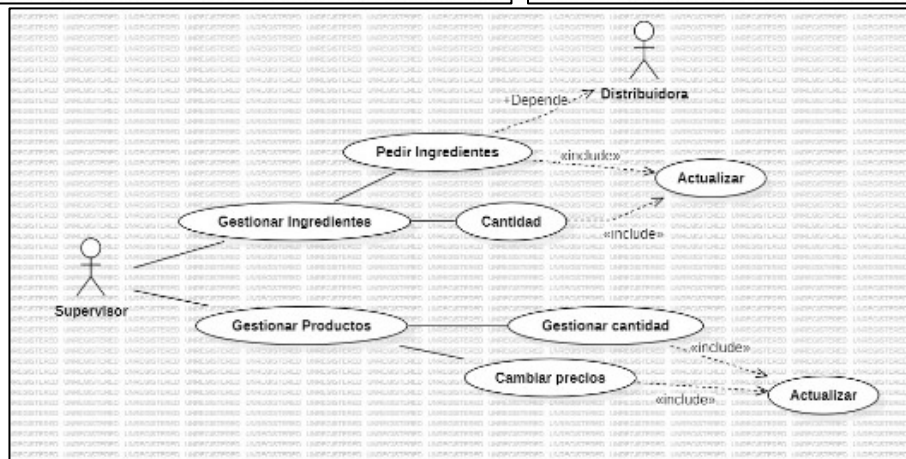 Distribuidora
+Depende
Pedir Ingredientes
«include»
Actualizar
Gestionar Ingredientes
Cantidad
«include»
Supervisor
Gestionar Productos
Gestionar cantidad
«include»
Cambiar precios
«include»
Actualizar